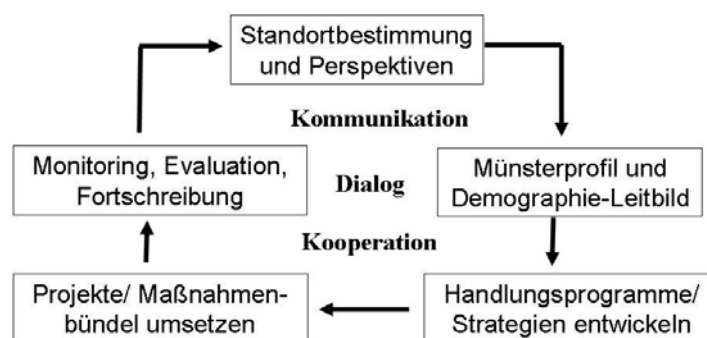 Standortbestimmung
und Perspektiven
Kommunikation
Monitoring, Evaluation,
Fortschreibung
Dialog
Münsterprofil und
Demographie-Leitbild
Kooperation
Projekte/ Maßnahmen-
bündel umsetzen
Handlungsprogramme/
Strategien entwickeln